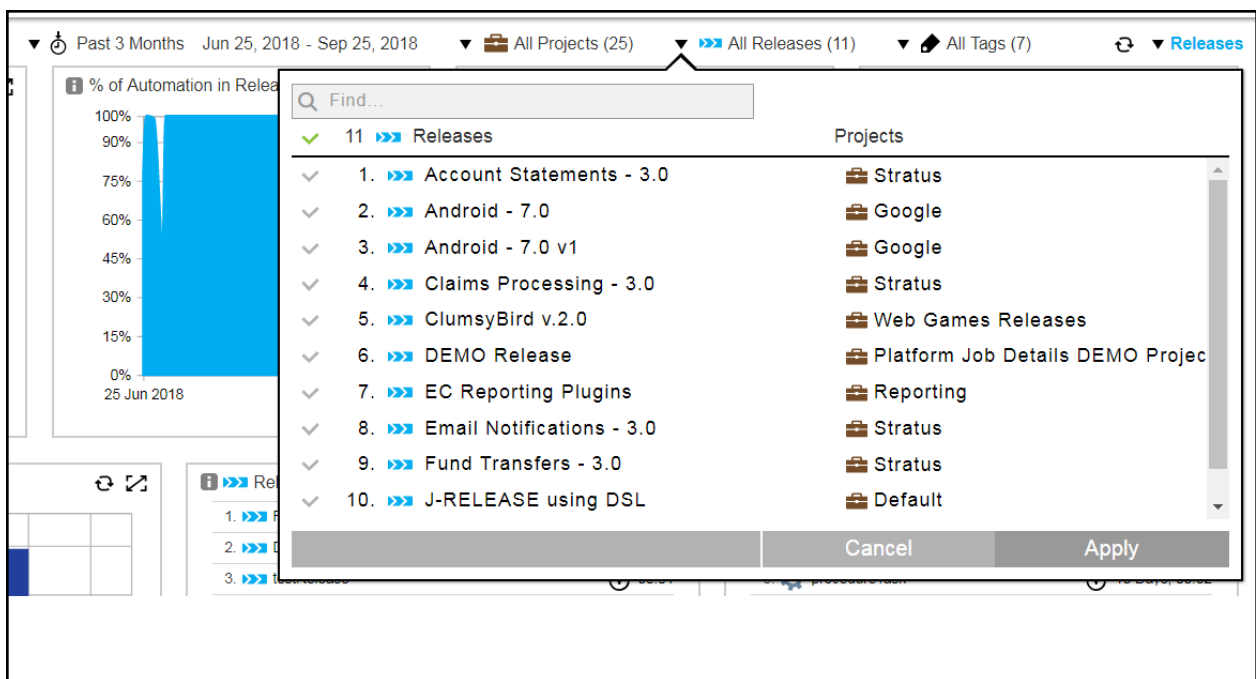 Past 3 Months Jun 25, 2018 - Sep 25, 2018 All Projects (25) All Releases (11) All Tags (7) Releases
% of Automation in Relea
100%
90%
75%
60%
45%
30%
15%
0%
25 Jun 2018
Find...
11 Releases Projects
1. Account Statements - 3.0 Stratus
2. Android - 7.0 Google
3. Android - 7.0 v1 Google
4. Claims Processing - 3.0 Stratus
5. ClumsyBird v.2.0 Web Games Releases
6. DEMO Release Platform Job Details DEMO Projec
7. EC Reporting Plugins Reporting
8. Email Notifications - 3.0 Stratus
9. Fund Transfers - 3.0 Stratus
10. J-RELEASE using DSL Default
Cancel Apply
Rel
1. F
2. D
3.